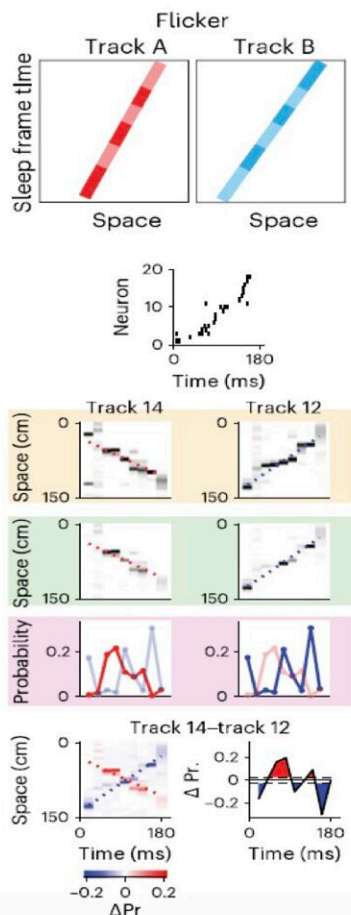 Flicker
Track A Track B
Sleep frame time
Space Space
Neuron
20
10
0
0 180
Time (ms)
Track 14 Track 12
Space (cm)
0 0
150 150
Space (cm)
0 0
150 150
Probability
0.2 0.2
0 0
Track 14–track 12
Space (cm)
0
150
0 180
Time (ms)
Δ Pr.
0.2
0
−0.2
0 180
Time (ms)
−0.2 0 0.2
ΔPr